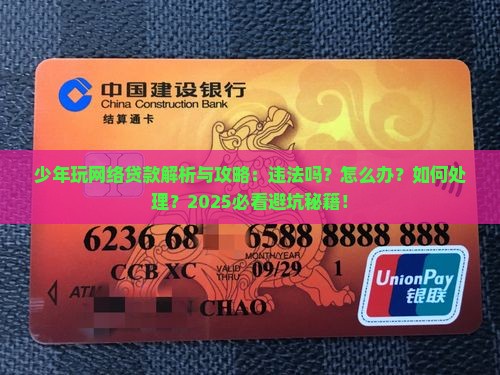 中国建设银行
China Construction Bank
结算通卡
少年玩网络贷款解析与攻略：违法吗？怎么办？如何处
理？2025必看避坑秘籍！
6236 68 6588 8888 888
MONTH/YEAR
CCB XC VALID THRU 09/29 1
ATM
CHAO
UnionPay
银联